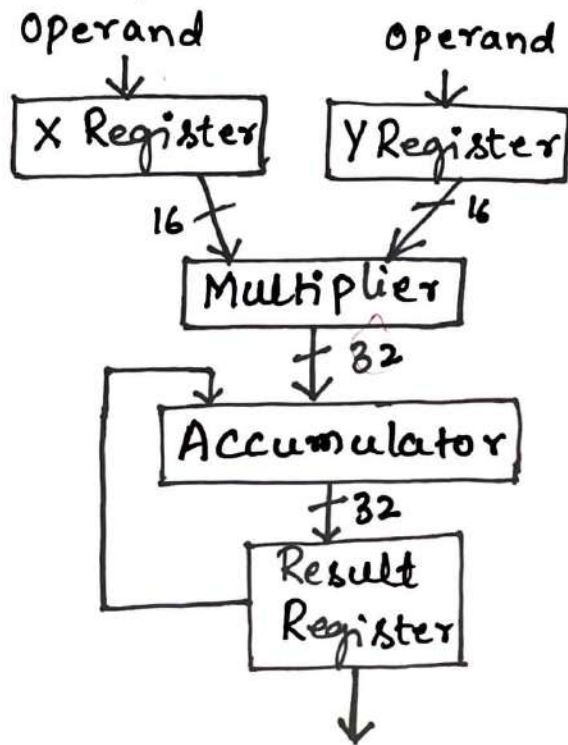 Operand
Operand
X Register
Y Register
16
16
Multiplier
32
Accumulator
32
Result
Register